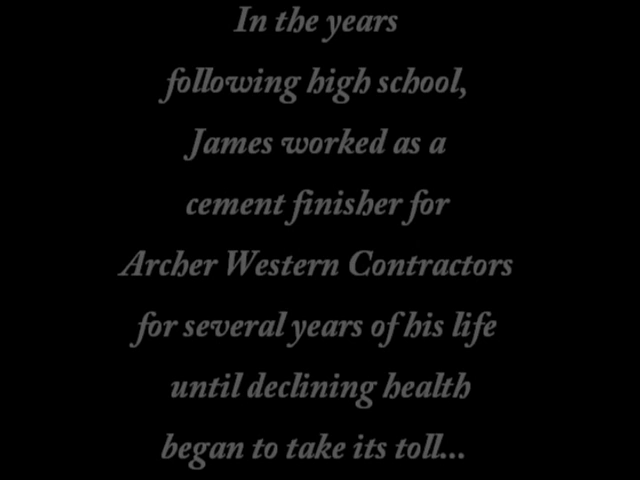 In the years
following high school,
James worked as a
cement finisher for
Archer Western Contractors
for several years of his life
until declining health
began to take its toll...